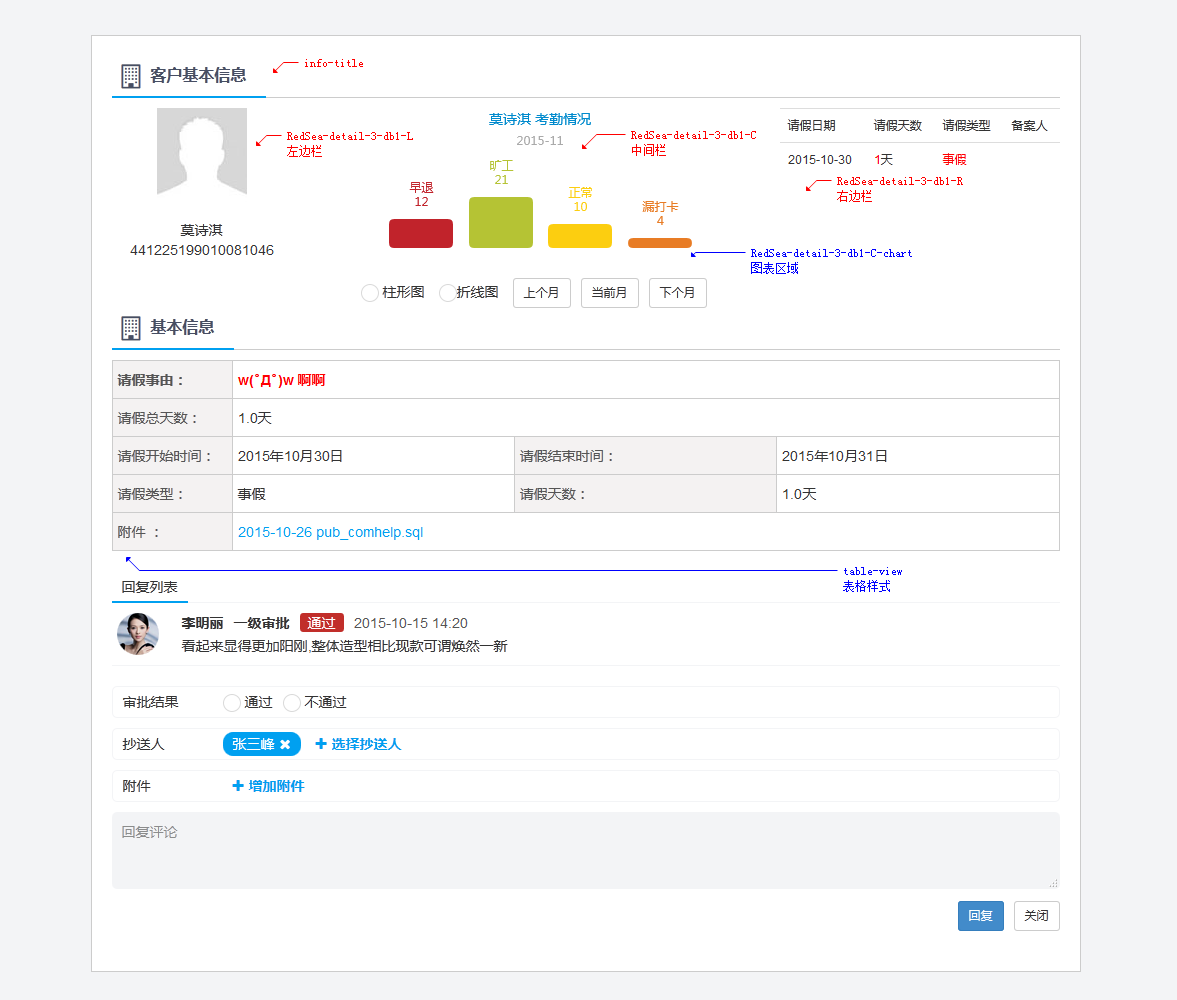 客户基本信息
info-title
莫诗淇
441225199010081046
RedSea-detail-3-db1-L
左边栏
莫诗淇 考勤情况
2015-11
RedSea-detail-3-db1-C
中间栏
早退
12
旷工
21
正常
10
漏打卡
4
请假日期 请假天数 请假类型 备案人
2015-10-30 1天 事假
RedSea-detail-3-db1-R
右边栏
RedSea-detail-3-db1-C-chart
图表区域
柱形图 折线图 上个月 当前月 下个月
基本信息
请假事由： w(ﾟДﾟ)w 啊啊
请假总天数： 1.0天
请假开始时间： 2015年10月30日 请假结束时间： 2015年10月31日
请假类型： 事假 请假天数： 1.0天
附件 ： 2015-10-26 pub_comhelp.sql
table-view
表格样式
回复列表
李明丽 一级审批 通过 2015-10-15 14:20
看起来显得更加阳刚,整体造型相比现款可谓焕然一新
审批结果 通过 不通过
抄送人 张三峰 选择抄送人
附件 增加附件
回复评论
回复 关闭